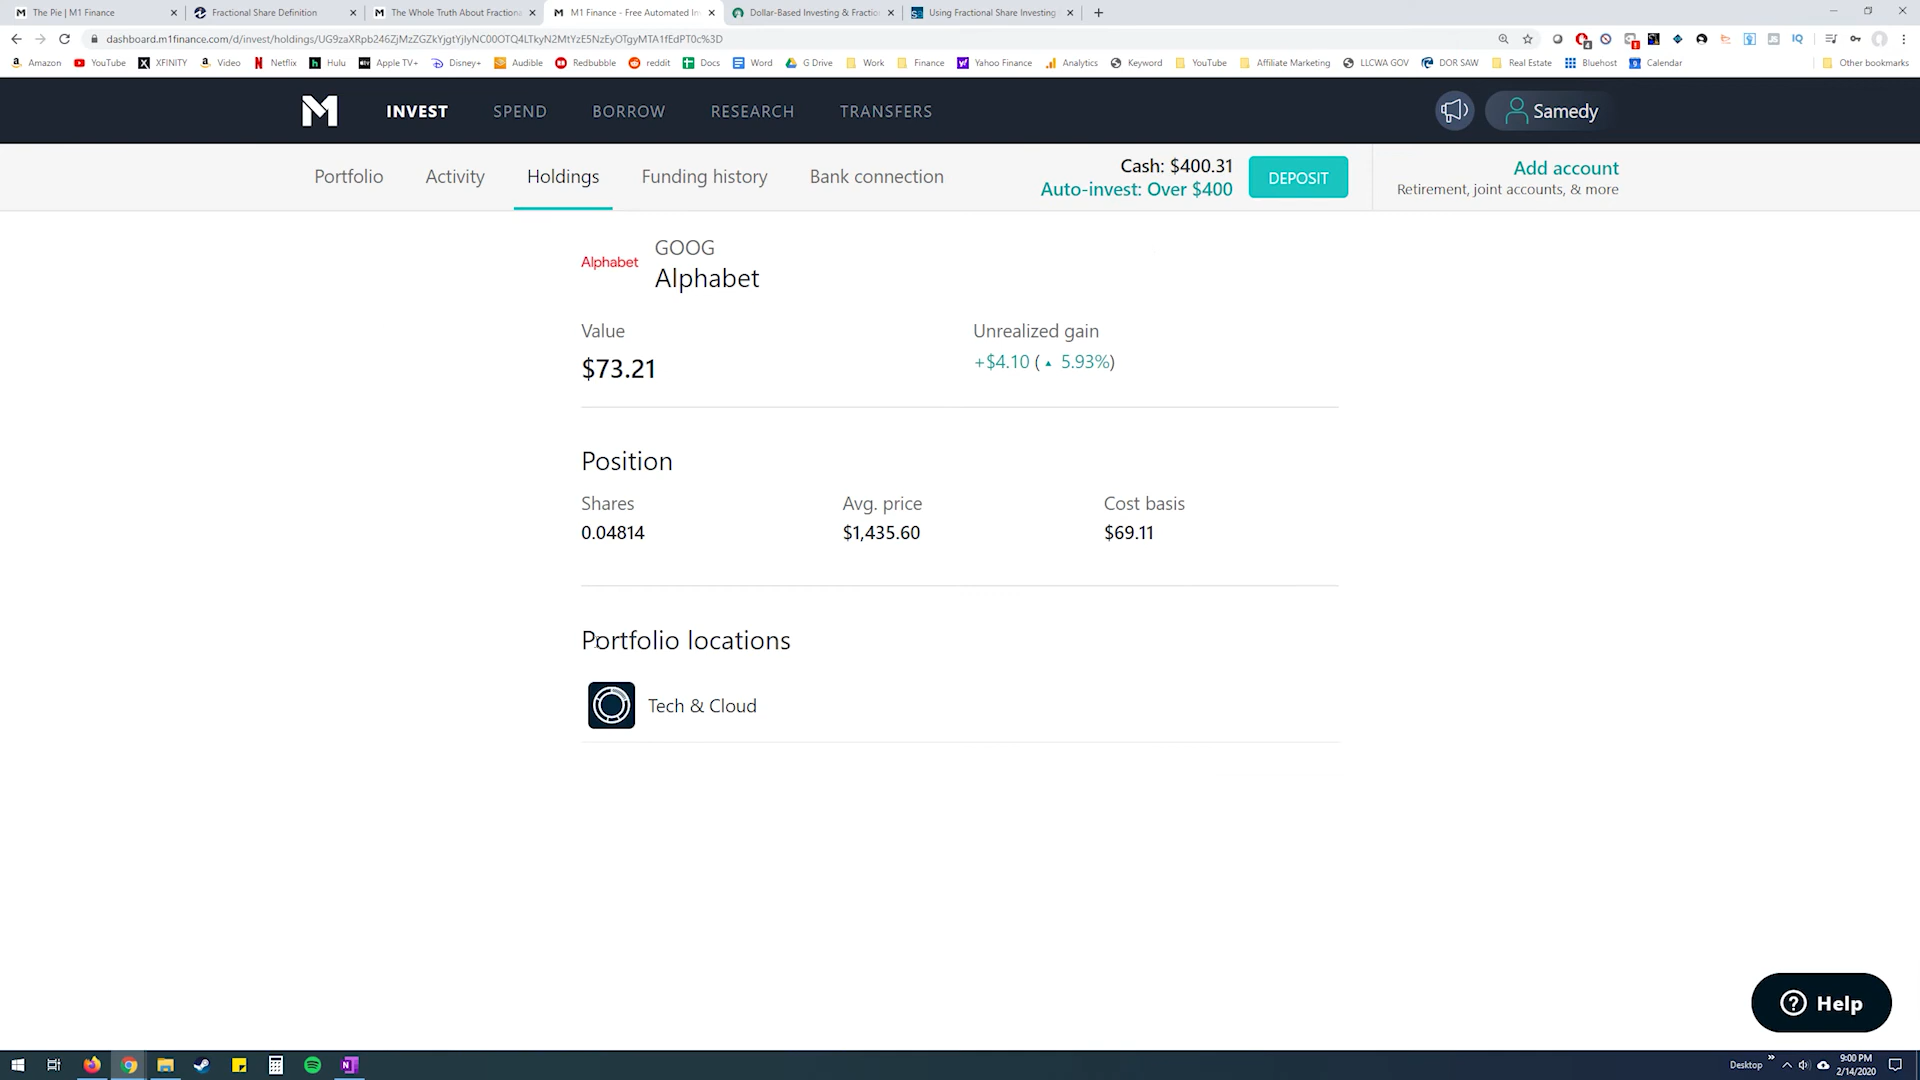 The Pie | M1 Finance
Fractional Share Definition
The Whole Truth About Fractiona
M1 Finance - Free Automated In
Dollar-Based Investing & Fractio
Using Fractional Share Investing
Amazon
YouTube
XFINITY
Video
Netflix
Hulu
Apple TV+
Disney+
Audible
Redbubble
reddit
Docs
Word
G Drive
Work
Finance
Yahoo Finance
Analytics
Keyword
YouTube
Affiliate Marketing
LLCWA GOV
DOR SAW
Real Estate
Bluehost
Calendar
Other bookmarks
INVEST
SPEND
BORROW
RESEARCH
TRANSFERS
Samedy
Portfolio
Activity
Holdings
Funding history
Bank connection
Cash: $400.31
Auto-invest: Over $400
DEPOSIT
Add account
Retirement, joint accounts, & more
Alphabet
GOOG
Alphabet
Value
$73.21
Unrealized gain
+$4.10 (▲ 5.93%)
Position
Shares
0.04814
Avg. price
$1,435.60
Cost basis
$69.11
Portfolio locations
Tech & Cloud
Help
Desktop
9:00 PM
2/14/2020